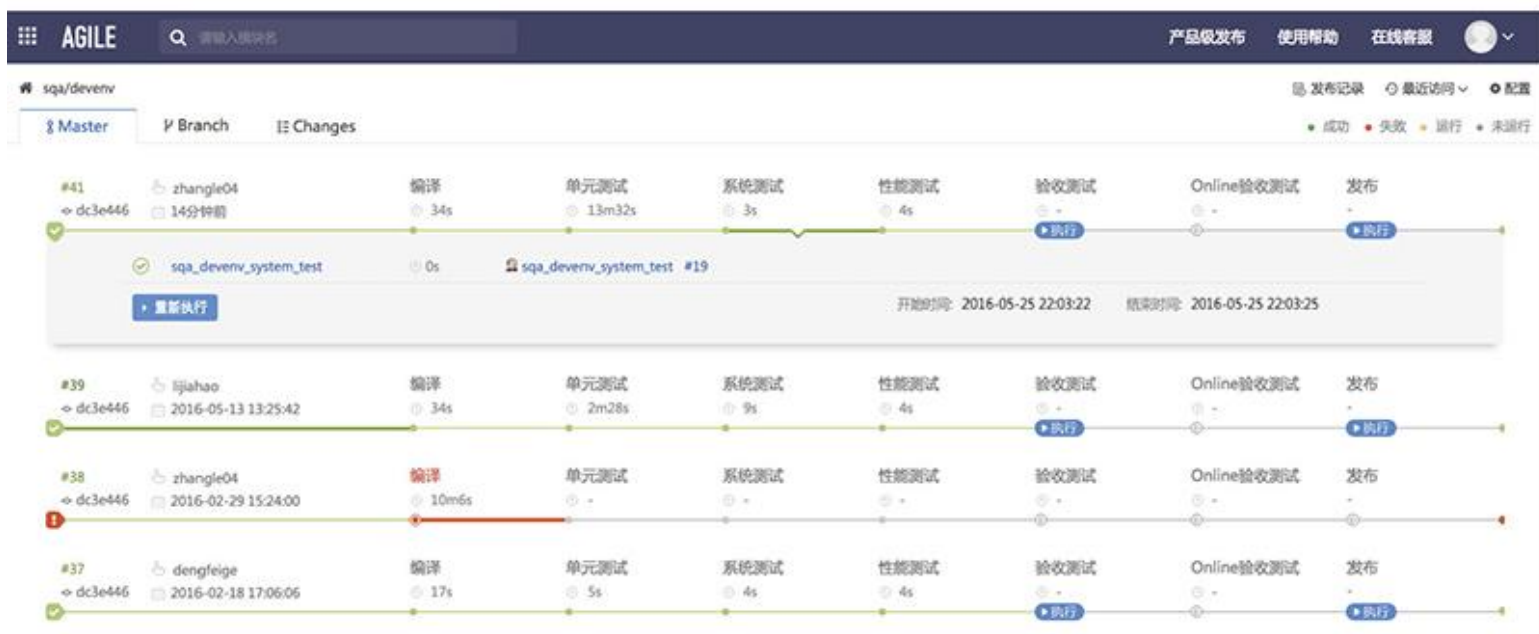 AGILE 请输入模块名 产品级发布 使用帮助 在线客服
sqa/devenv 发布记录 最近访问 配置
Master Branch Changes 成功 失败 运行 未运行
#41 zhangle04 编译 单元测试 系统测试 性能测试 验收测试 Online验收测试 发布
dc3e446 14分钟前 34s 13m32s 3s 4s - - -
执行 执行
sqa_devenv_system_test 0s sqa_devenv_system_test #19
重新执行 开始时间: 2016-05-25 22:03:22 结束时间: 2016-05-25 22:03:25
#39 lijiahao 编译 单元测试 系统测试 性能测试 验收测试 Online验收测试 发布
dc3e446 2016-05-13 13:25:42 34s 2m28s 9s 4s - - -
执行 执行
#38 zhangle04 编译 单元测试 系统测试 性能测试 验收测试 Online验收测试 发布
dc3e446 2016-02-29 15:24:00 10m6s - - - - - -
#37 dengfeige 编译 单元测试 系统测试 性能测试 验收测试 Online验收测试 发布
dc3e446 2016-02-18 17:06:06 17s 5s 4s 4s - - -
执行 执行